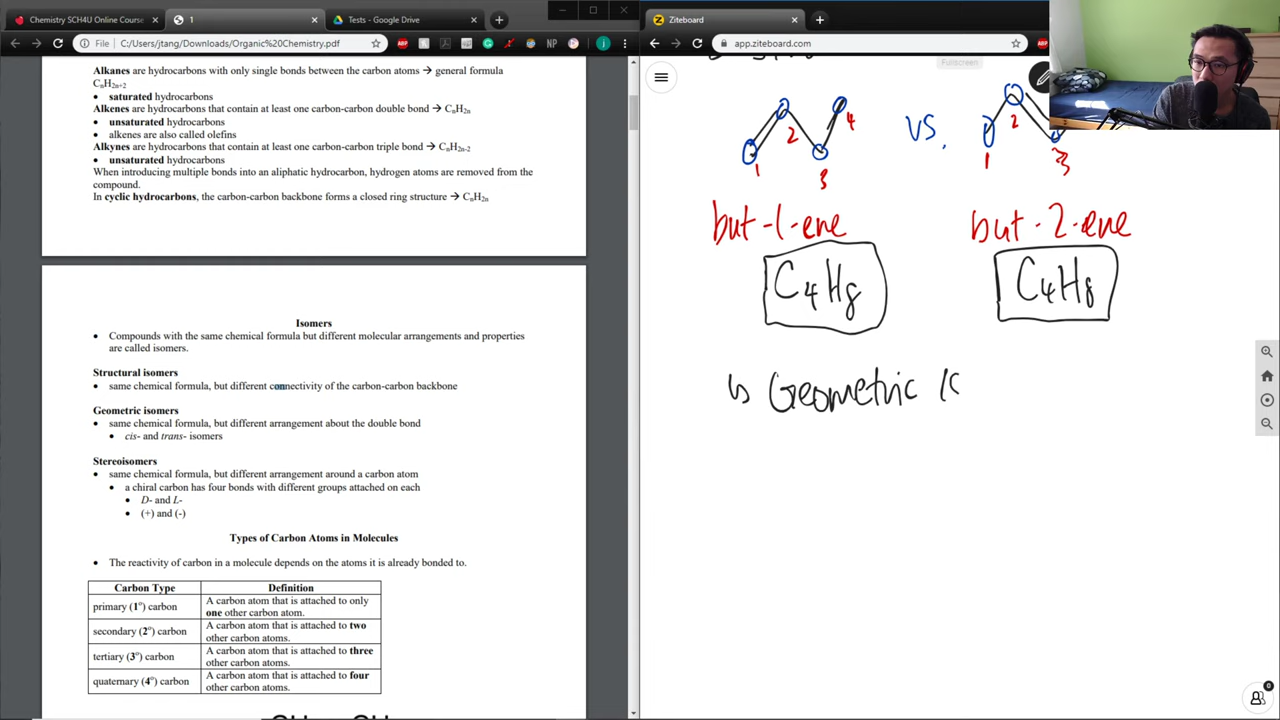 Chemistry SCH4U Online Course
1
Tests - Google Drive
File
C:/Users/jtang/Downloads/Organic%20Chemistry.pdf
Alkanes are hydrocarbons with only single bonds between the carbon atoms → general formula
CnH2n+2
• saturated hydrocarbons
Alkenes are hydrocarbons that contain at least one carbon-carbon double bond → CnH2n
• unsaturated hydrocarbons
• alkenes are also called olefins
Alkynes are hydrocarbons that contain at least one carbon-carbon triple bond → CnH2n-2
• unsaturated hydrocarbons
When introducing multiple bonds into an aliphatic hydrocarbon, hydrogen atoms are removed from the
compound.
In cyclic hydrocarbons, the carbon-carbon backbone forms a closed ring structure → CnH2n
Isomers
• Compounds with the same chemical formula but different molecular arrangements and properties
are called isomers.
Structural isomers
• same chemical formula, but different connectivity of the carbon-carbon backbone
Geometric isomers
• same chemical formula, but different arrangement about the double bond
• cis- and trans- isomers
Stereoisomers
• same chemical formula, but different arrangement around a carbon atom
• a chiral carbon has four bonds with different groups attached on each
• D- and L-
• (+) and (-)
Types of Carbon Atoms in Molecules
• The reactivity of carbon in a molecule depends on the atoms it is already bonded to.
Carbon Type Definition
primary (1°) carbon A carbon atom that is attached to only
one other carbon atom.
secondary (2°) carbon A carbon atom that is attached to two
other carbon atoms.
tertiary (3°) carbon A carbon atom that is attached to three
other carbon atoms.
quaternary (4°) carbon A carbon atom that is attached to four
other carbon atoms.
Ziteboard
app.ziteboard.com
Fullscreen
1 2 3 4
vs.
1 2 3
but-1-ene
but-2-ene
C4H8
C4H8
Geometric
0